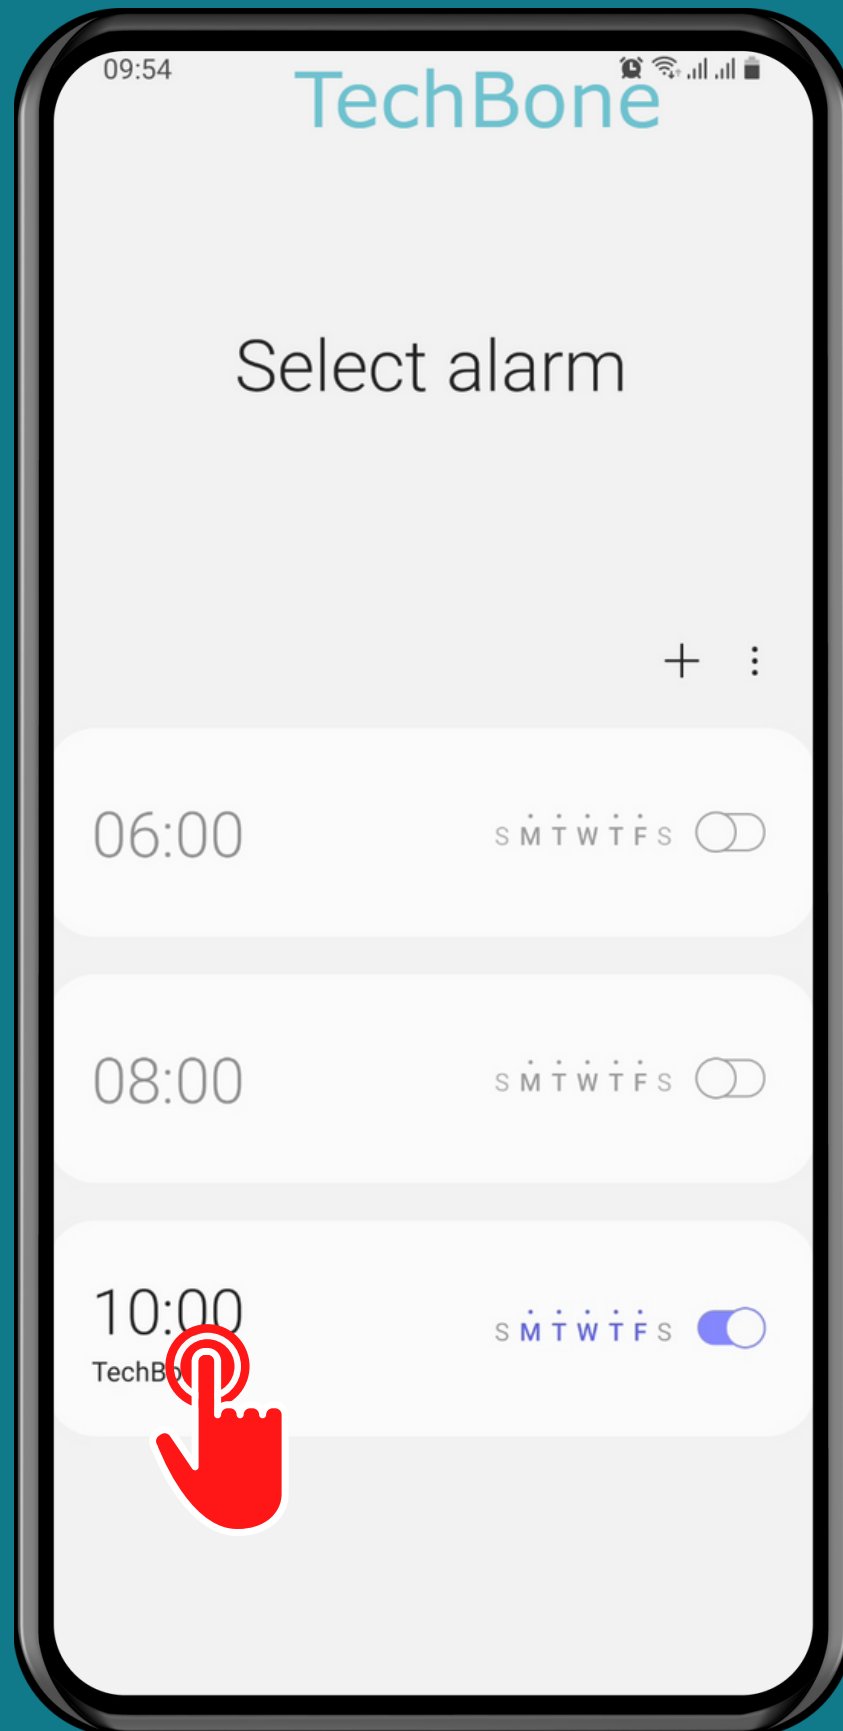 09:54
TechBone
Select alarm
06:00
S M T W T F S
08:00
S M T W T F S
10:00
S M T W T F S